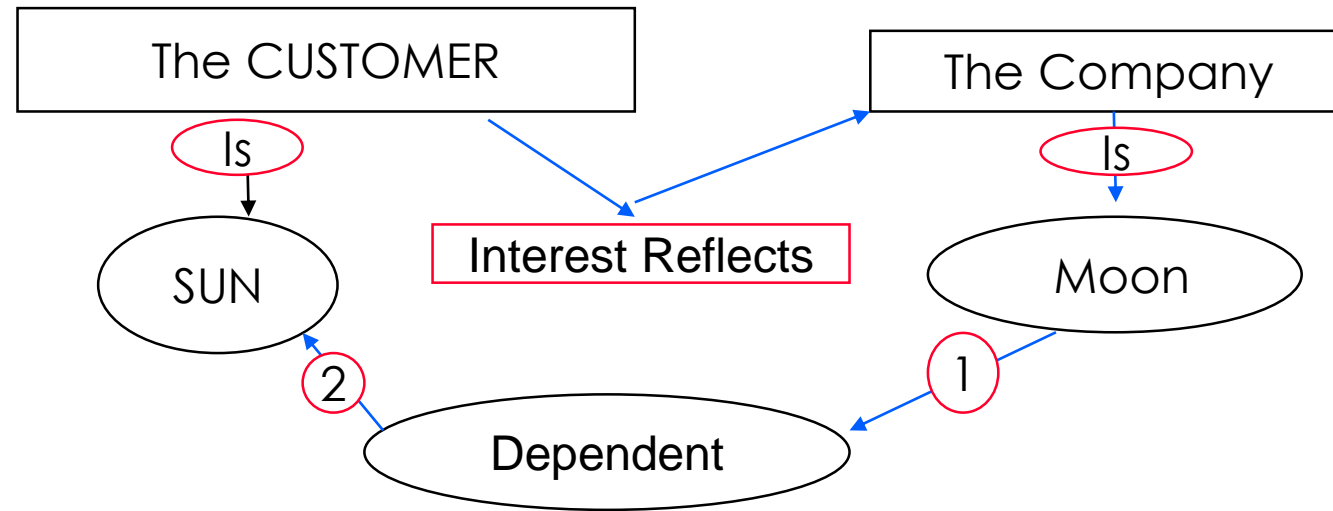 The CUSTOMER
The Company
Is
Is
Interest Reflects
SUN
Moon
2
1
Dependent